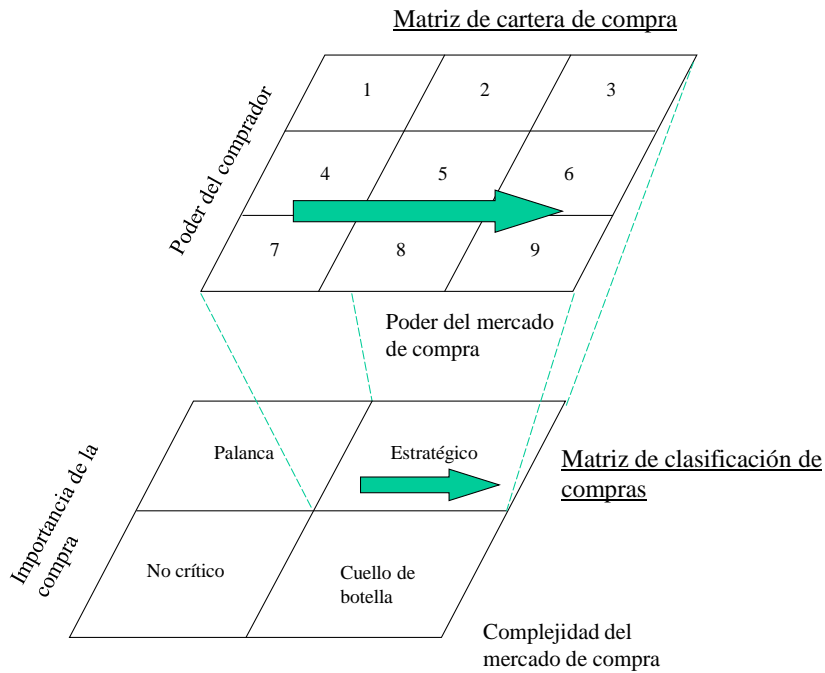 Matriz de cartera de compra
Poder del comprador
1
2
3
4
5
6
7
8
9
Poder del mercado
de compra
Importancia de la
compra
Palanca
Estratégico
Matriz de clasificación de
compras
No crítico
Cuello de
botella
Complejidad del
mercado de compra